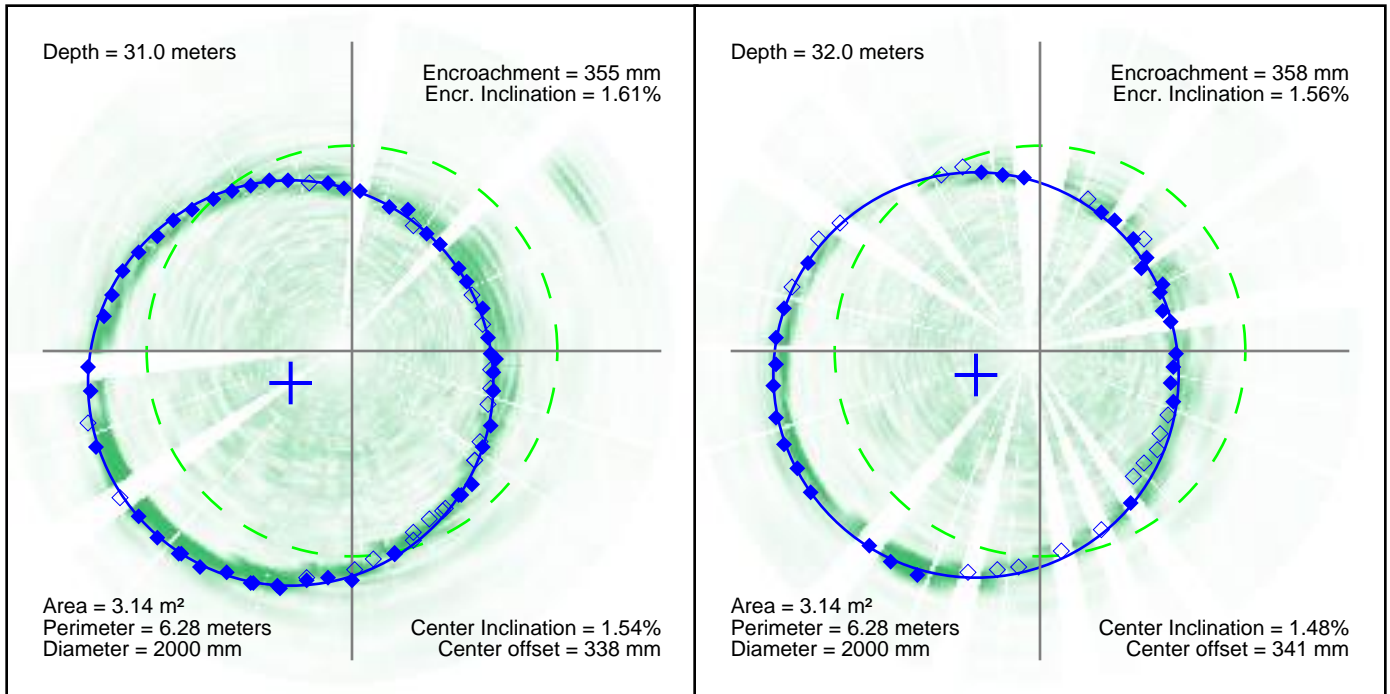 Depth = 31.0 meters
Encroachment = 355 mm
Encr. Inclination = 1.61%
Area = 3.14 m²
Perimeter = 6.28 meters
Diameter = 2000 mm
Center Inclination = 1.54%
Center offset = 338 mm
Depth = 32.0 meters
Encroachment = 358 mm
Encr. Inclination = 1.56%
Area = 3.14 m²
Perimeter = 6.28 meters
Diameter = 2000 mm
Center Inclination = 1.48%
Center offset = 341 mm